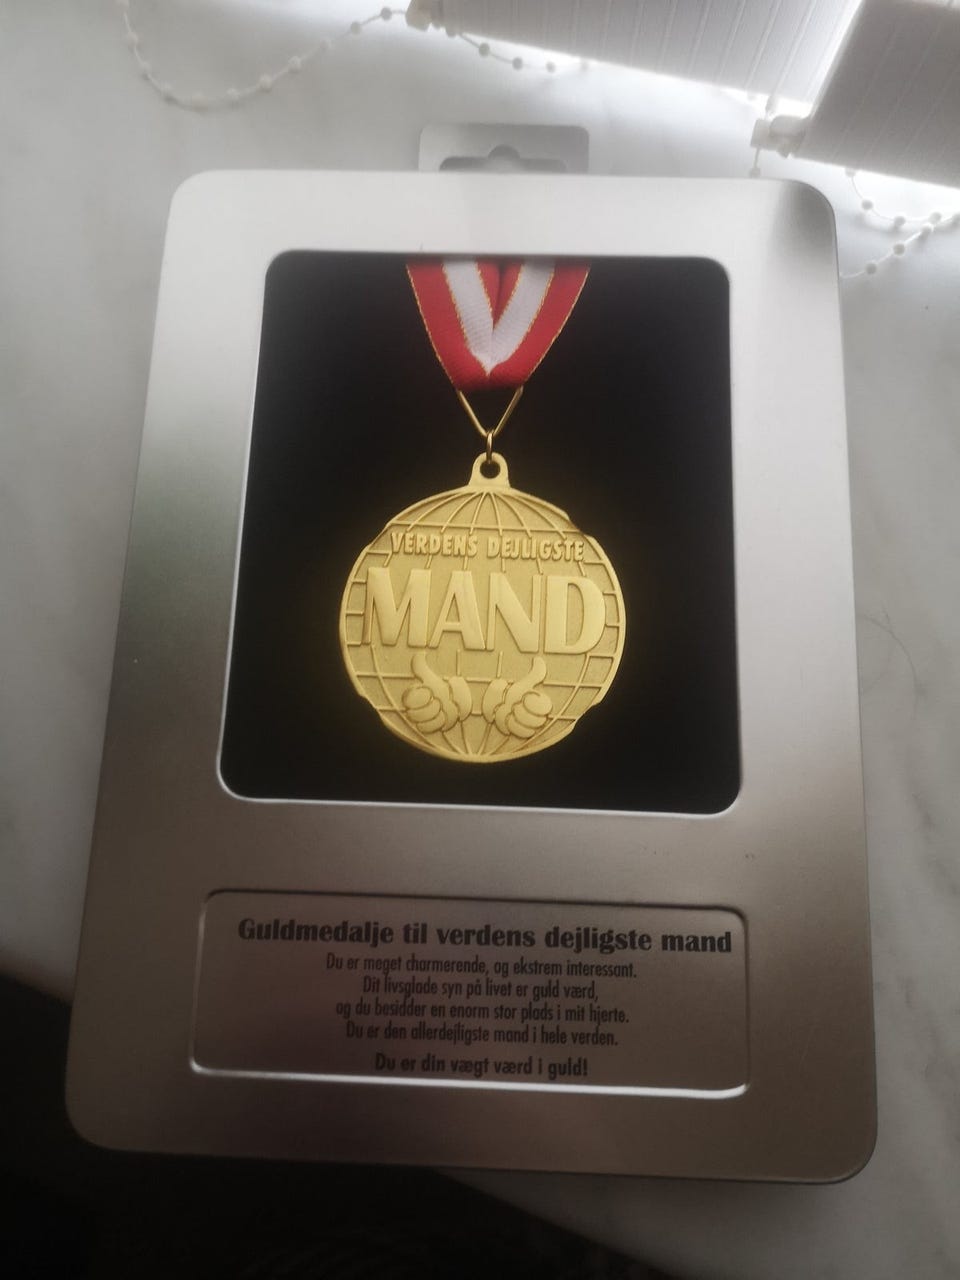 VERDENS DEJLIGSTE
MAND
Guldmedalje til verdens dejligste mand
Du er meget charmerende, og ekstrem interessant.
Dit livsglade syn på livet er guld værd,
og du besidder en enorm stor plads i mit hjerte.
Du er den allerdejligste mand i hele verden.
Du er din vægt værd i guld!